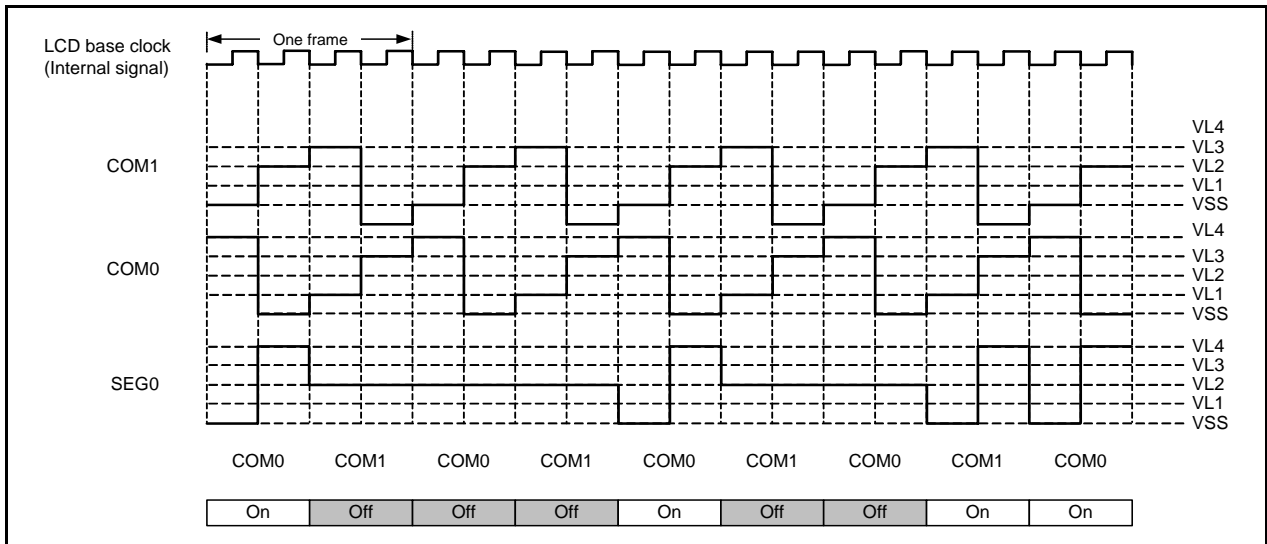 LCD base clock
(Internal signal)
One frame
COM1
VL4
VL3
VL2
VL1
VSS
COM0
VL4
VL3
VL2
VL1
VSS
SEG0
VL4
VL3
VL2
VL1
VSS
COM0 COM1 COM0 COM1 COM0 COM1 COM0 COM1 COM0
On Off Off Off On Off Off On On